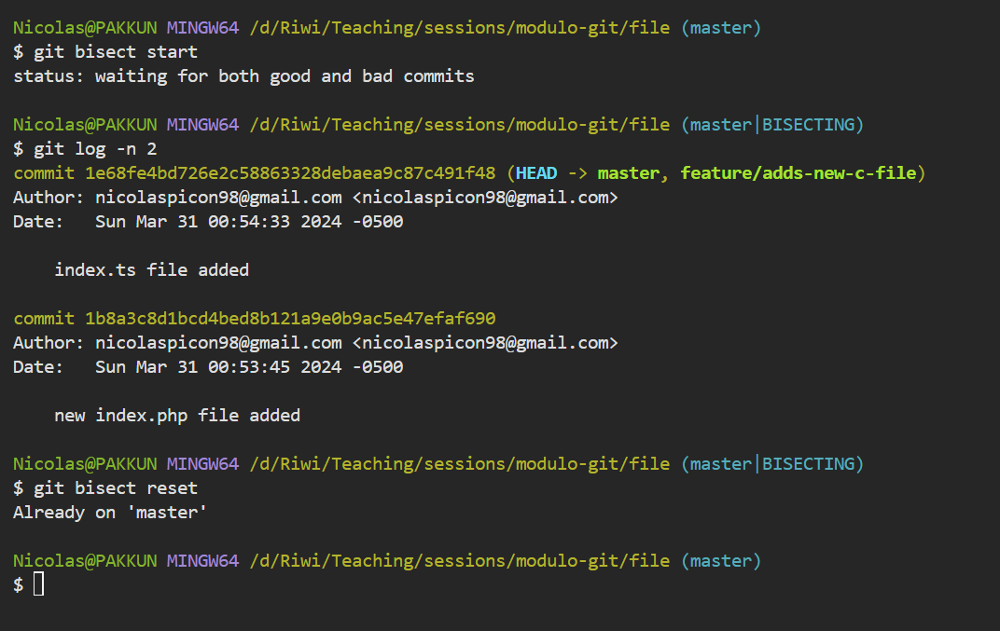 Nicolas@PAKKUN MINGW64 /d/Riwi/Teaching/sessions/modulo-git/file (master)
$ git bisect start
status: waiting for both good and bad commits
Nicolas@PAKKUN MINGW64 /d/Riwi/Teaching/sessions/modulo-git/file (master|BISECTING)
$ git log -n 2
commit 1e68fe4bd726e2c58863328debaea9c87c491f48 (HEAD -> master, feature/adds-new-c-file)
Author: nicolaspicon98@gmail.com <nicolaspicon98@gmail.com>
Date:   Sun Mar 31 00:54:33 2024 -0500
    index.ts file added
commit 1b8a3c8d1bcd4bed8b121a9e0b9ac5e47efaf690
Author: nicolaspicon98@gmail.com <nicolaspicon98@gmail.com>
Date:   Sun Mar 31 00:53:45 2024 -0500
    new index.php file added
Nicolas@PAKKUN MINGW64 /d/Riwi/Teaching/sessions/modulo-git/file (master|BISECTING)
$ git bisect reset
Already on 'master'
Nicolas@PAKKUN MINGW64 /d/Riwi/Teaching/sessions/modulo-git/file (master)
$